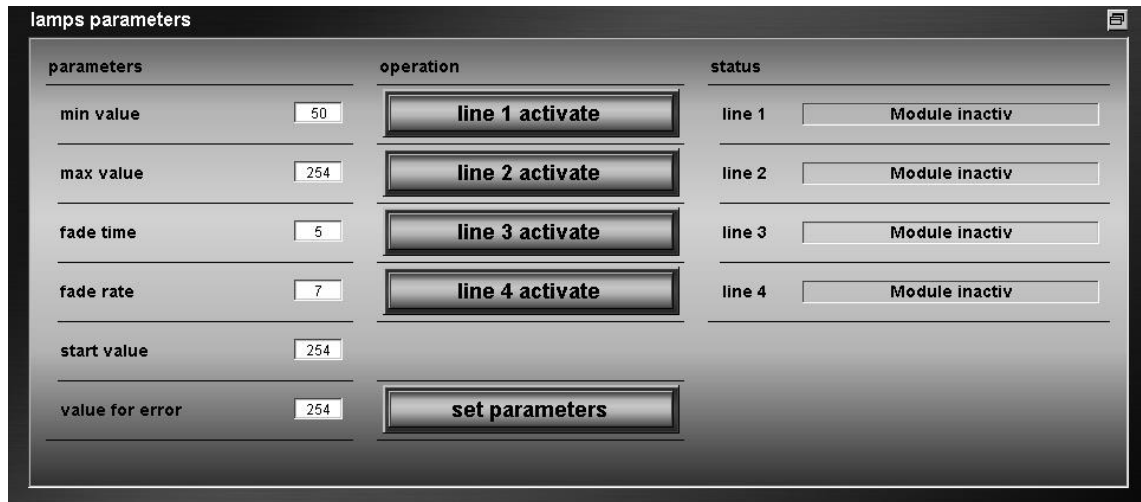 lamps parameters
parameters operation status
min value 50 line 1 activate line 1 Module inactiv
max value 254 line 2 activate line 2 Module inactiv
fade time 5 line 3 activate line 3 Module inactiv
fade rate 7 line 4 activate line 4 Module inactiv
start value 254
value for error 254 set parameters